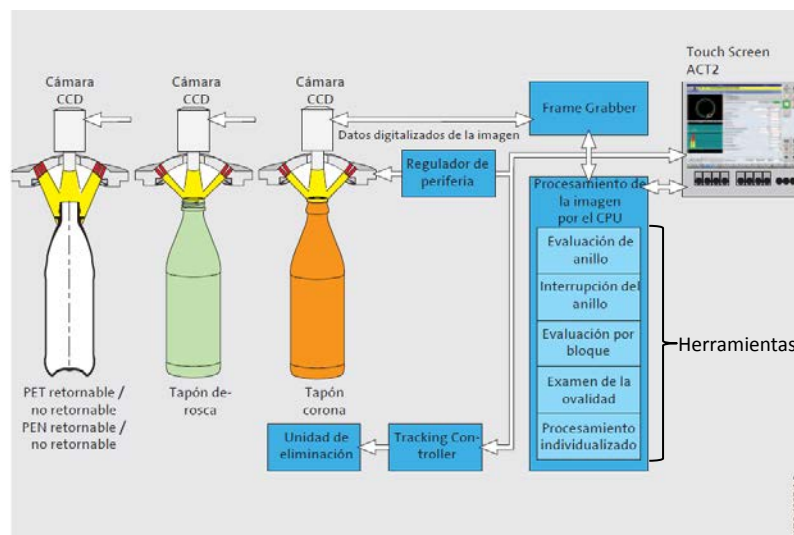 Touch Screen
ACT2
Cámara
CCD
Cámara
CCD
Cámara
CCD
Frame Grabber
Datos digitalizados de la imagen
Regulador de
periferia
Procesamiento de
la imagen
por el CPU
Evaluación de
anillo
Interrupción del
anillo
Evaluación por
bloque
Examen de la
ovalidad
Procesamiento
individualizado
Herramientas
PET retornable /
no retornable
PEN retornable /
no retornable
Tapón de-
rosca
Tapón
corona
Unidad de
eliminación
Tracking Con-
troller